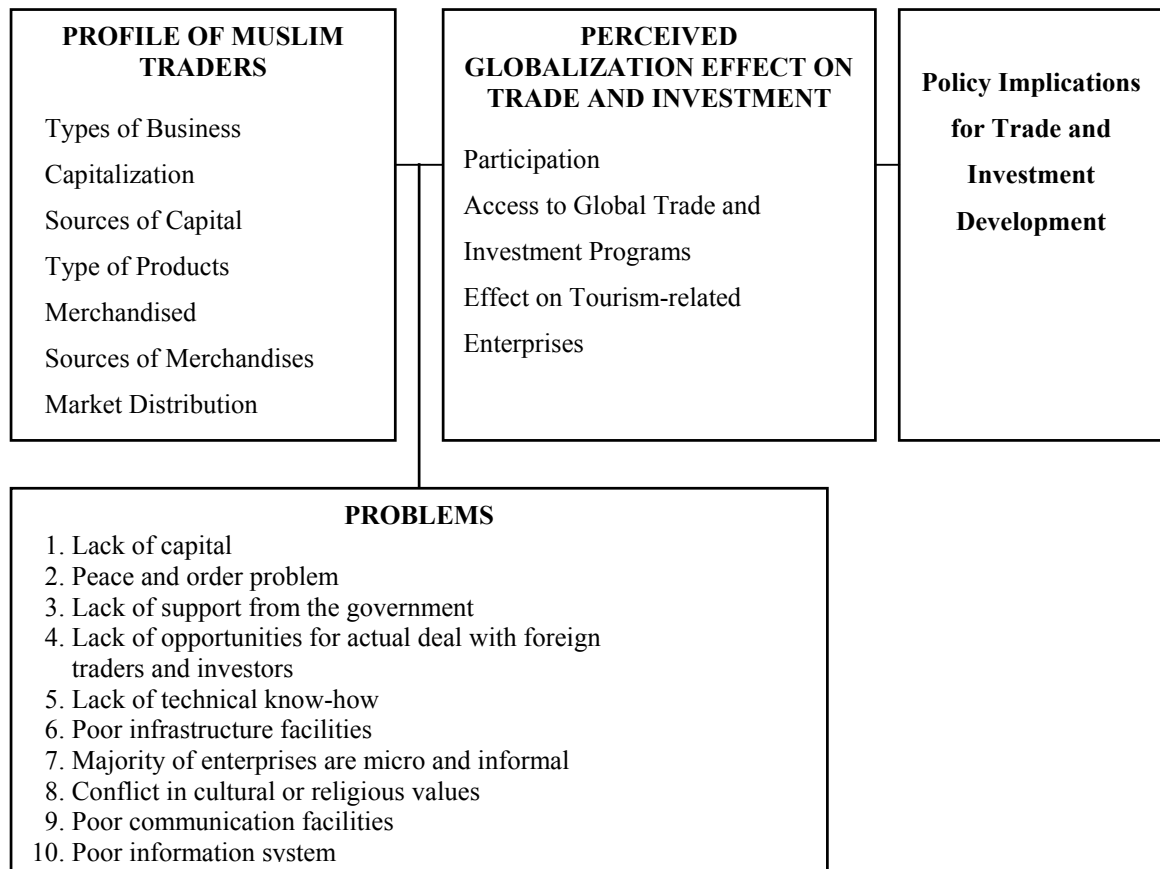 PROFILE OF MUSLIM
TRADERS
Types of Business
Capitalization
Sources of Capital
Type of Products
Merchandised
Sources of Merchandises
Market Distribution
PERCEIVED
GLOBALIZATION EFFECT ON
TRADE AND INVESTMENT
Participation
Access to Global Trade and
Investment Programs
Effect on Tourism-related
Enterprises
Policy Implications
for Trade and
Investment
Development
PROBLEMS
1. Lack of capital
2. Peace and order problem
3. Lack of support from the government
4. Lack of opportunities for actual deal with foreign
traders and investors
5. Lack of technical know-how
6. Poor infrastructure facilities
7. Majority of enterprises are micro and informal
8. Conflict in cultural or religious values
9. Poor communication facilities
10. Poor information system